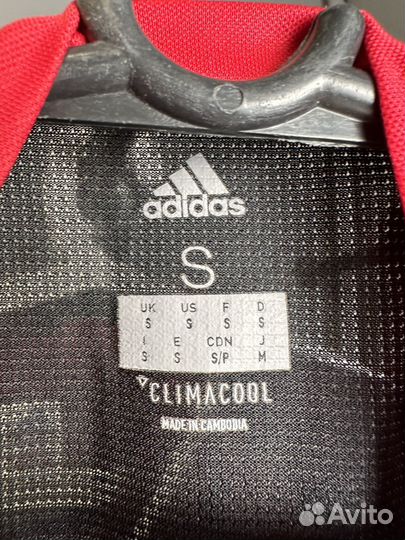 adidas
S
UK US F D
S S S S
I E CDN J
S S S/P M
CLIMACOOL
MADE IN CAMBODIA
Avito